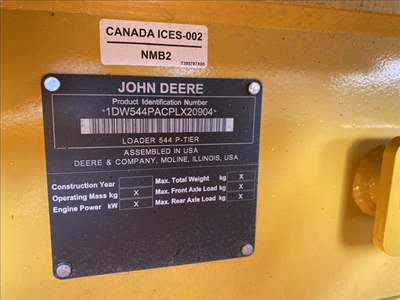 CANADA ICES-002
NMB2
T393787X00
JOHN DEERE
Product Identification Number
*1DW544PACPLX20904*
LOADER 544 P-TIER
ASSEMBLED IN USA
DEERE & COMPANY, MOLINE, ILLINOIS, USA
Construction Year Max. Total Weight kg X
Operating Mass kg X Max. Front Axle Load kg X
Engine Power kW X Max. Rear Axle Load kg X